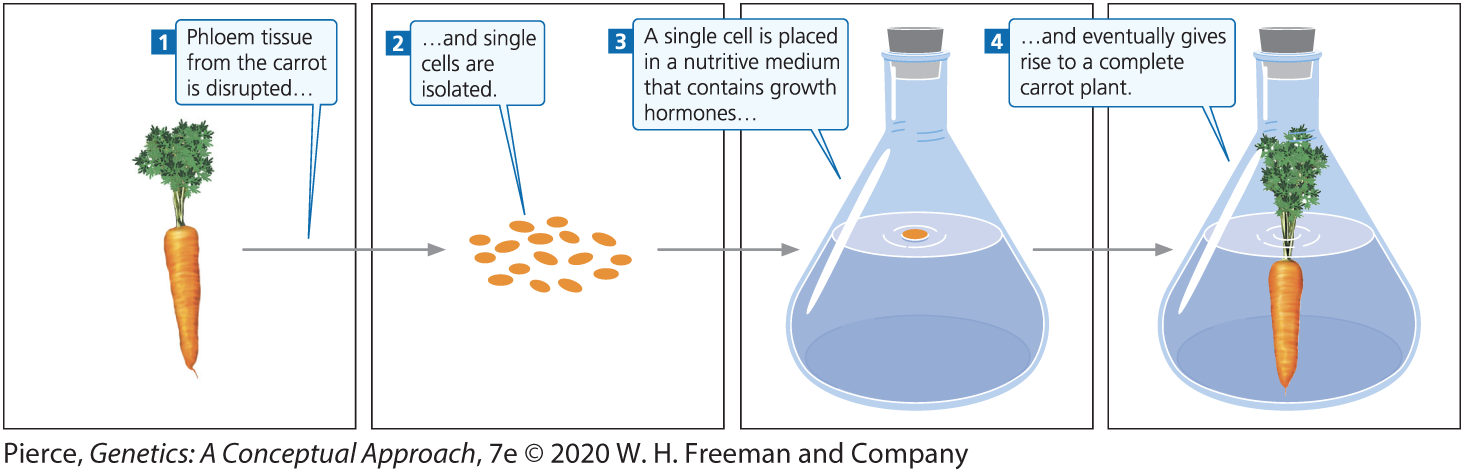 1 Phloem tissue
from the carrot
is disrupted…
2 …and single
cells are
isolated.
3 A single cell is placed
in a nutritive medium
that contains growth
hormones…
4 …and eventually gives
rise to a complete
carrot plant.
Pierce, Genetics: A Conceptual Approach, 7e © 2020 W. H. Freeman and Company